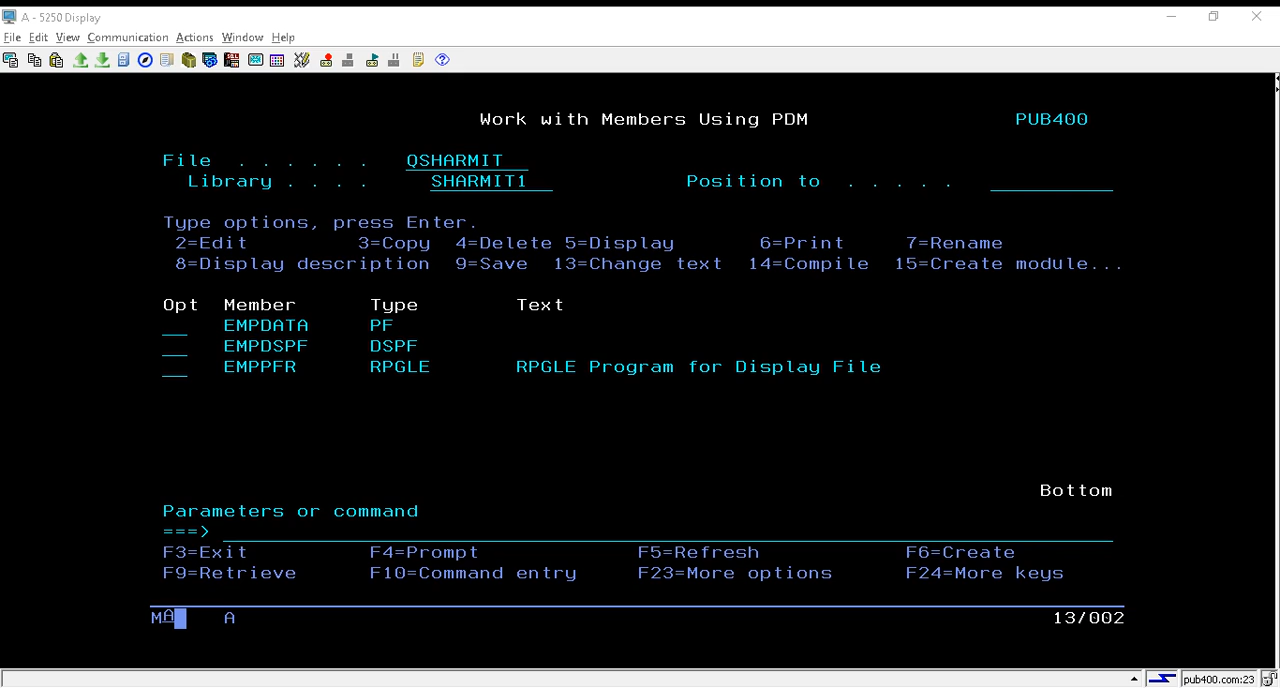 A - 5250 Display
File Edit View Communication Actions Window Help
Work with Members Using PDM PUB400
File . . . . . . QSHARMIT
Library . . . . SHARMIT1 Position to . . . . .
Type options, press Enter.
2=Edit 3=Copy 4=Delete 5=Display 6=Print 7=Rename
8=Display description 9=Save 13=Change text 14=Compile 15=Create module...
Opt Member Type Text
EMPDATA PF
EMPDSPF DSPF
EMPPFR RPGLE RPGLE Program for Display File
Bottom
Parameters or command
===>
F3=Exit F4=Prompt F5=Refresh F6=Create
F9=Retrieve F10=Command entry F23=More options F24=More keys
MA A 13/002
pub400.com:23